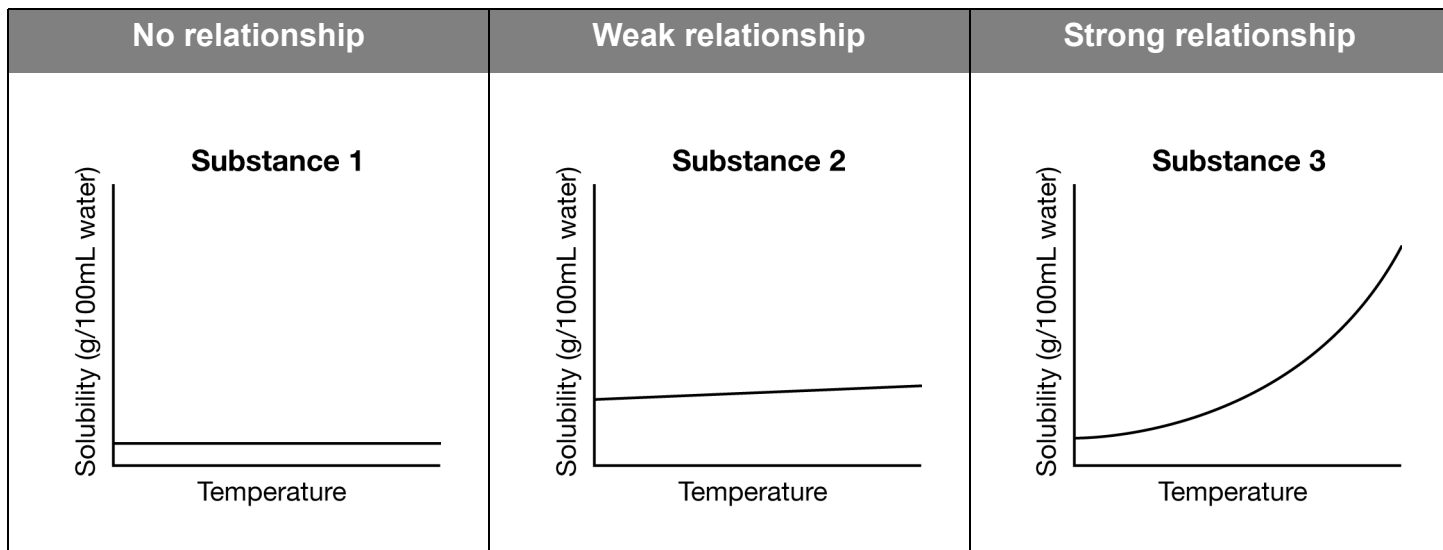 No relationship
Weak relationship
Strong relationship
Substance 1
Solubility (g/100mL water)
Temperature
Substance 2
Solubility (g/100mL water)
Temperature
Substance 3
Solubility (g/100mL water)
Temperature